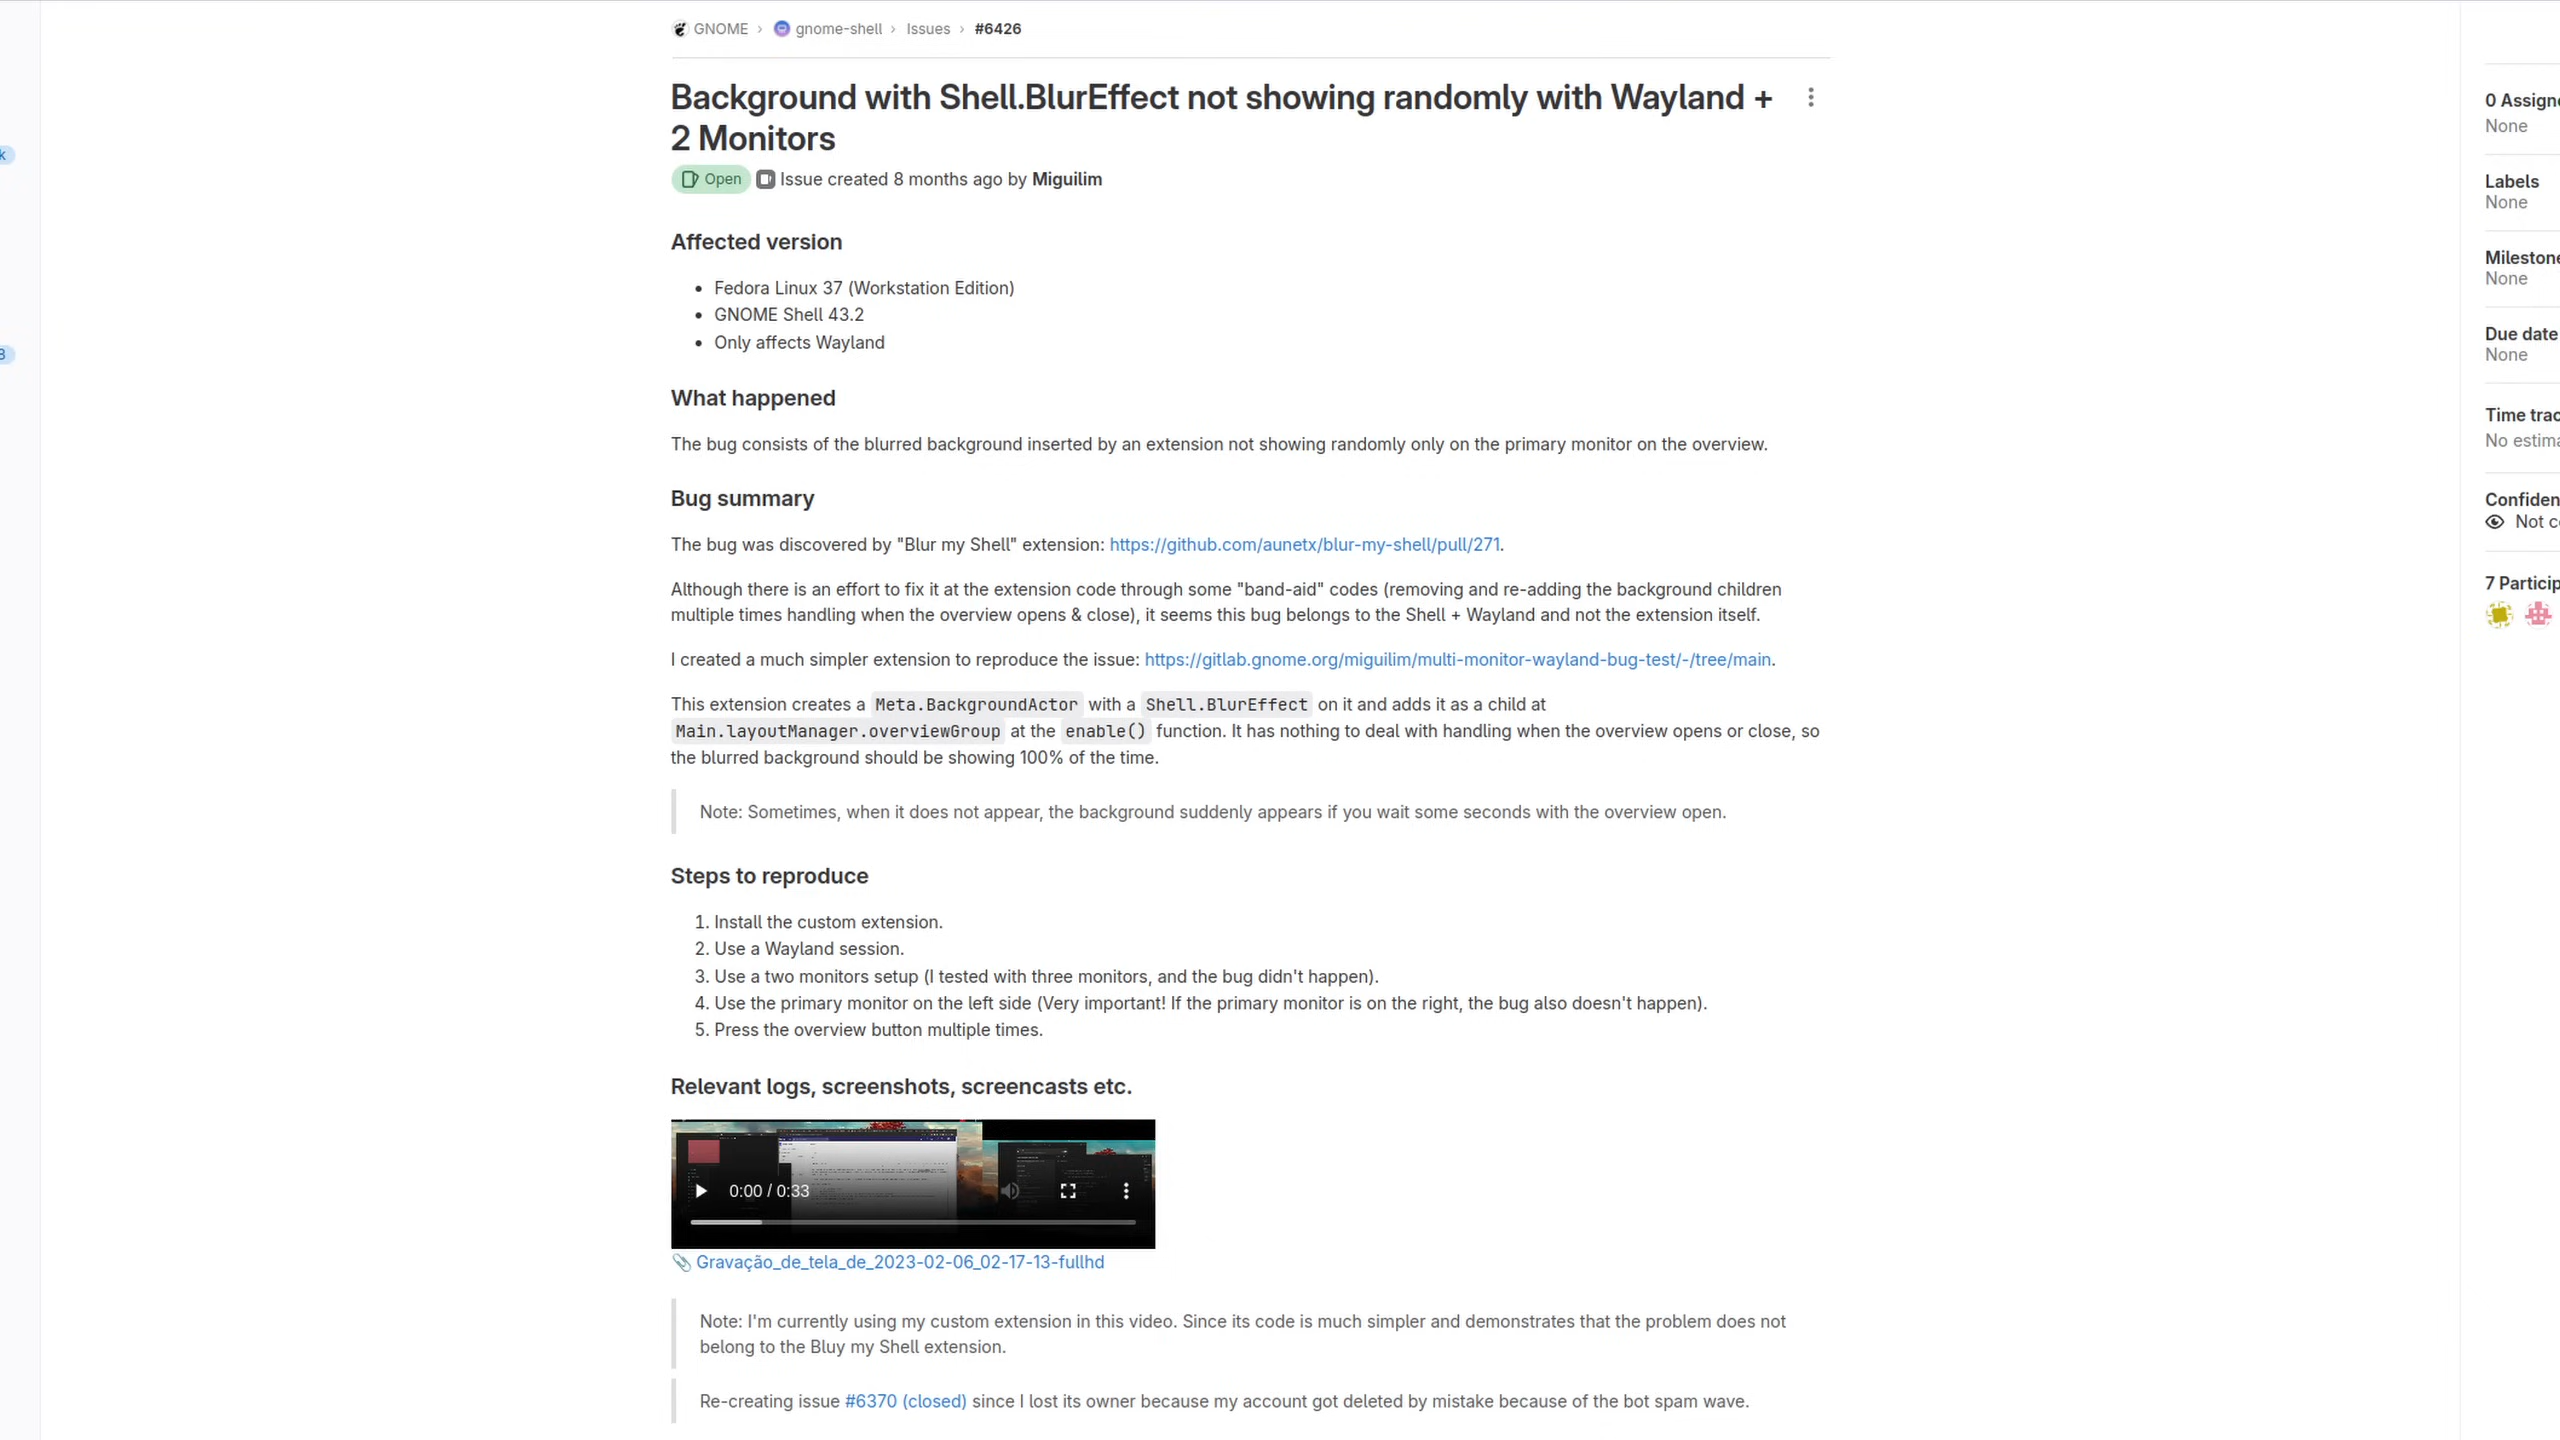 GNOME › gnome-shell › Issues › #6426
Background with Shell.BlurEffect not showing randomly with Wayland +
2 Monitors
Open Issue created 8 months ago by Miguilim
Affected version
• Fedora Linux 37 (Workstation Edition)
• GNOME Shell 43.2
• Only affects Wayland
What happened
The bug consists of the blurred background inserted by an extension not showing randomly only on the primary monitor on the overview.
Bug summary
The bug was discovered by "Blur my Shell" extension: https://github.com/aunetx/blur-my-shell/pull/271.
Although there is an effort to fix it at the extension code through some "band-aid" codes (removing and re-adding the background children
multiple times handling when the overview opens & close), it seems this bug belongs to the Shell + Wayland and not the extension itself.
I created a much simpler extension to reproduce the issue: https://gitlab.gnome.org/miguilim/multi-monitor-wayland-bug-test/-/tree/main.
This extension creates a Meta.BackgroundActor with a Shell.BlurEffect on it and adds it as a child at
Main.layoutManager.overviewGroup at the enable() function. It has nothing to deal with handling when the overview opens or close, so
the blurred background should be showing 100% of the time.
Note: Sometimes, when it does not appear, the background suddenly appears if you wait some seconds with the overview open.
Steps to reproduce
1. Install the custom extension.
2. Use a Wayland session.
3. Use a two monitors setup (I tested with three monitors, and the bug didn't happen).
4. Use the primary monitor on the left side (Very important! If the primary monitor is on the right, the bug also doesn't happen).
5. Press the overview button multiple times.
Relevant logs, screenshots, screencasts etc.
0:00 / 0:33
Gravação_de_tela_de_2023-02-06_02-17-13-fullhd
Note: I'm currently using my custom extension in this video. Since its code is much simpler and demonstrates that the problem does not
belong to the Bluy my Shell extension.
Re-creating issue #6370 (closed) since I lost its owner because my account got deleted by mistake because of the bot spam wave.
k
3
0 Assign
None
Labels
None
Milestone
None
Due date
None
Time trac
No estima
Confiden
Not c
7 Particip